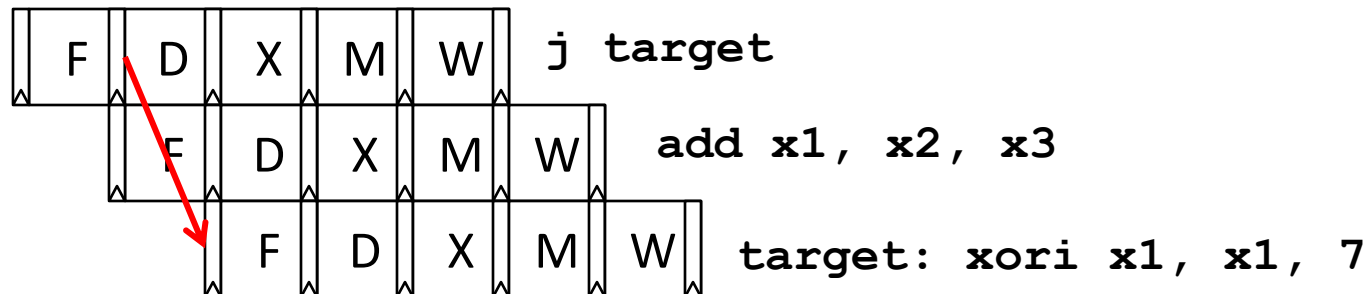 F D X M W j target
F D X M W add x1, x2, x3
F D X M W target: xori x1, x1, 7